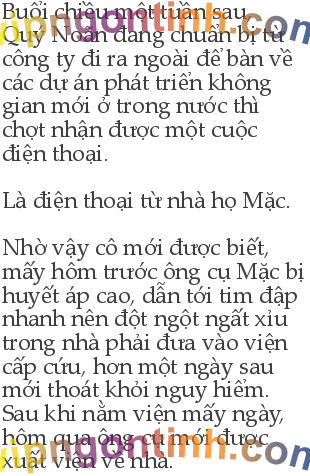 Buổi chiều một tuần sau,
Quý Noãn đang chuẩn bị từ
công ty đi ra ngoài để bàn về
các dự án phát triển không
gian mới ở trong nước thì
chợt nhận được một cuộc
điện thoại.
Là điện thoại từ nhà họ Mặc.
Nhờ vậy cô mới được biết,
mấy hôm trước ông cụ Mặc bị
huyết áp cao, dẫn tới tim đập
nhanh nên đột ngột ngất xỉu
trong nhà phải đưa vào viện
cấp cứu, hơn một ngày sau
mới thoát khỏi nguy hiểm.
Sau khi nằm viện mấy ngày,
hôm qua ông cụ mới được
xuất viện về nhà.
vipngontinh.com
vipngontinh.com